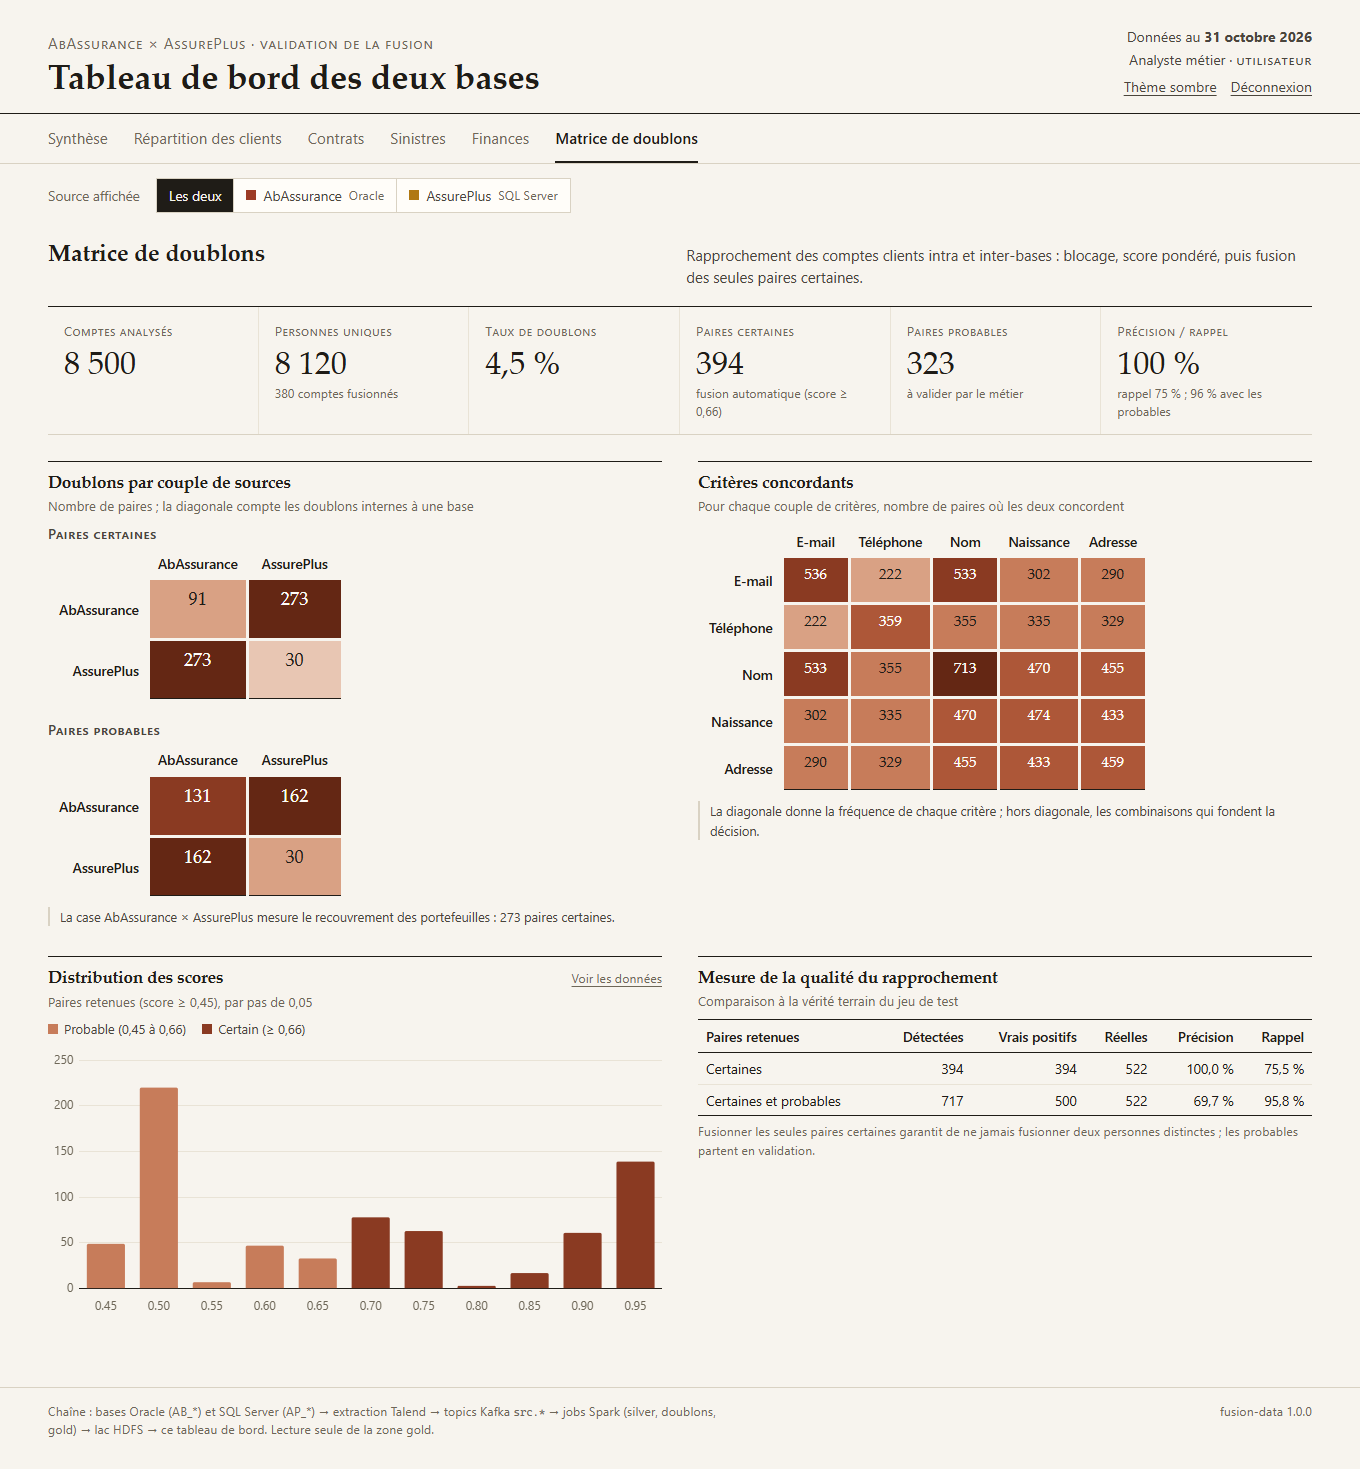 AbAssurance × AssurePlus · validation de la fusion
Tableau de bord des deux bases
Données au 31 octobre 2026
Analyste métier · utilisateur
Thème sombre Déconnexion
Synthèse Répartition des clients Contrats Sinistres Finances Matrice de doublons
Source affichée Les deux AbAssurance Oracle AssurePlus SQL Server
Matrice de doublons
Rapprochement des comptes clients intra et inter-bases : blocage, score pondéré, puis fusion
des seules paires certaines.
Comptes analysés
8 500
Personnes uniques
8 120
380 comptes fusionnés
Taux de doublons
4,5 %
Paires certaines
394
fusion automatique (score ≥
0,66)
Paires probables
323
à valider par le métier
Précision / rappel
100 %
rappel 75 % ; 96 % avec les
probables
Doublons par couple de sources
Nombre de paires ; la diagonale compte les doublons internes à une base
Paires certaines
AbAssurance AssurePlus
AbAssurance 91 273
AssurePlus 273 30
Paires probables
AbAssurance AssurePlus
AbAssurance 131 162
AssurePlus 162 30
La case AbAssurance × AssurePlus mesure le recouvrement des portefeuilles : 273 paires certaines.
Critères concordants
Pour chaque couple de critères, nombre de paires où les deux concordent
E-mail Téléphone Nom Naissance Adresse
E-mail 536 222 533 302 290
Téléphone 222 359 355 335 329
Nom 533 355 713 470 455
Naissance 302 335 470 474 433
Adresse 290 329 455 433 459
La diagonale donne la fréquence de chaque critère ; hors diagonale, les combinaisons qui fondent la
décision.
Distribution des scores
Voir les données
Paires retenues (score ≥ 0,45), par pas de 0,05
Probable (0,45 à 0,66) Certain (≥ 0,66)
250
200
150
100
50
0
0.45 0.50 0.55 0.60 0.65 0.70 0.75 0.80 0.85 0.90 0.95
Mesure de la qualité du rapprochement
Comparaison à la vérité terrain du jeu de test
Paires retenues Détectées Vrais positifs Réelles Précision Rappel
Certaines 394 394 522 100,0 % 75,5 %
Certaines et probables 717 500 522 69,7 % 95,8 %
Fusionner les seules paires certaines garantit de ne jamais fusionner deux personnes distinctes ; les probables
partent en validation.
Chaîne : bases Oracle (AB_*) et SQL Server (AP_*) → extraction Talend → topics Kafka src.* → jobs Spark (silver, doublons,
gold) → lac HDFS → ce tableau de bord. Lecture seule de la zone gold.
fusion-data 1.0.0